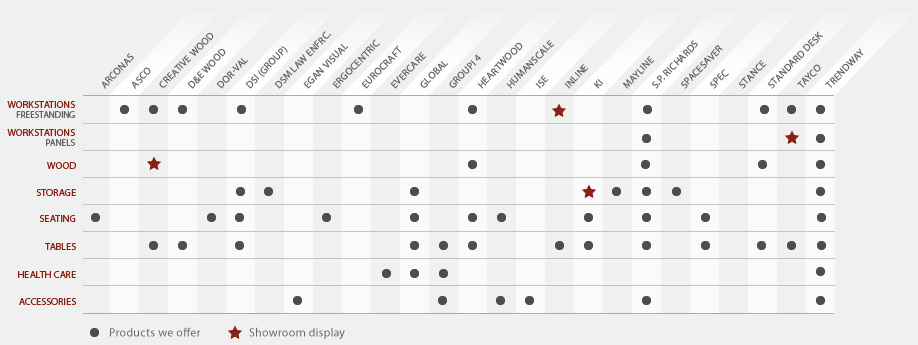 ARCONAS
ASCO
CREATIVE WOOD
D&E WOOD
DOR-VAL
DSI (GROUP)
DSM LAW ENFRC.
EGAN VISUAL
ERGOCENTRIC
EUROCRAFT
EVERCARE
GLOBAL
GROUP 4
HEARTWOOD
HUMANSCALE
ISE
INLINE
KI
MAYLINE
S.P. RICHARDS
SPACESAVER
SPEC
STANCE
STANDARD DESK
TAYCO
TRENDWAY
WORKSTATIONS
FREESTANDING
WORKSTATIONS
PANELS
WOOD
STORAGE
SEATING
TABLES
HEALTH CARE
ACCESSORIES
Products we offer
Showroom display